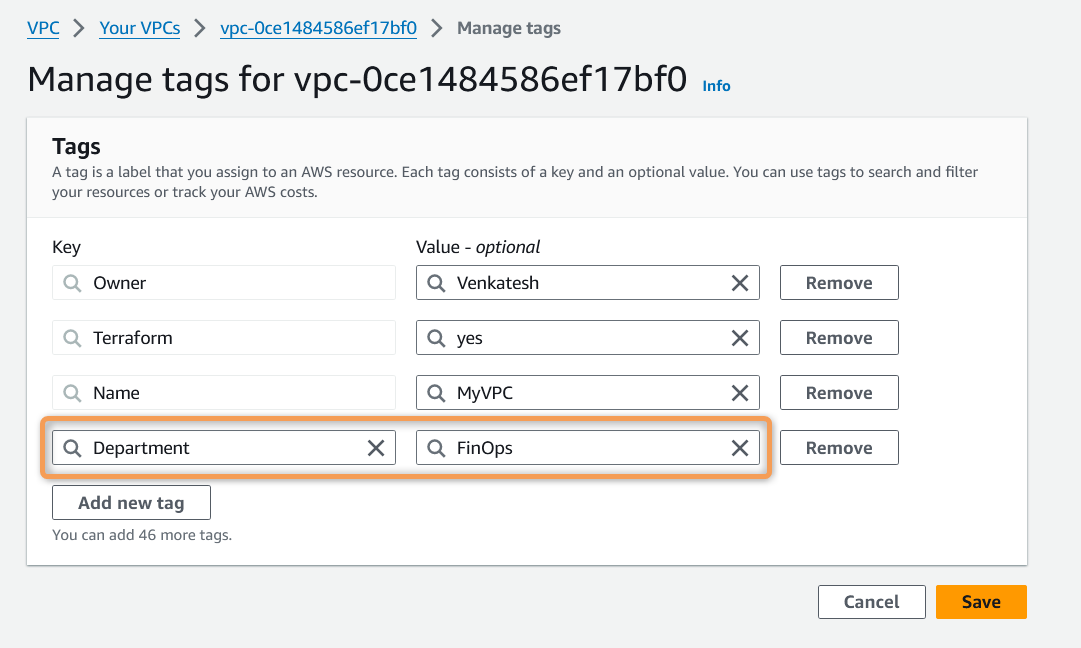 VPC > Your VPCs > vpc-0ce1484586ef17bf0 > Manage tags
Manage tags for vpc-0ce1484586ef17bf0 Info
Tags
A tag is a label that you assign to an AWS resource. Each tag consists of a key and an optional value. You can use tags to search and filter
your resources or track your AWS costs.
Key Value - optional
Owner Venkatesh Remove
Terraform yes Remove
Name MyVPC Remove
Department FinOps Remove
Add new tag
You can add 46 more tags.
Cancel Save